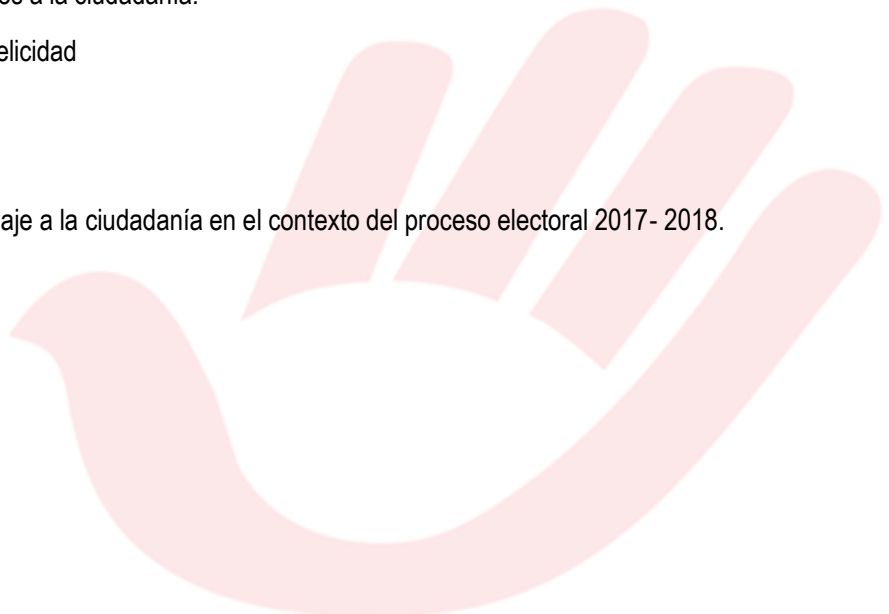 a la ciudadanía.
elicidad
aje a la ciudadanía en el contexto del proceso electoral 2017- 2018.